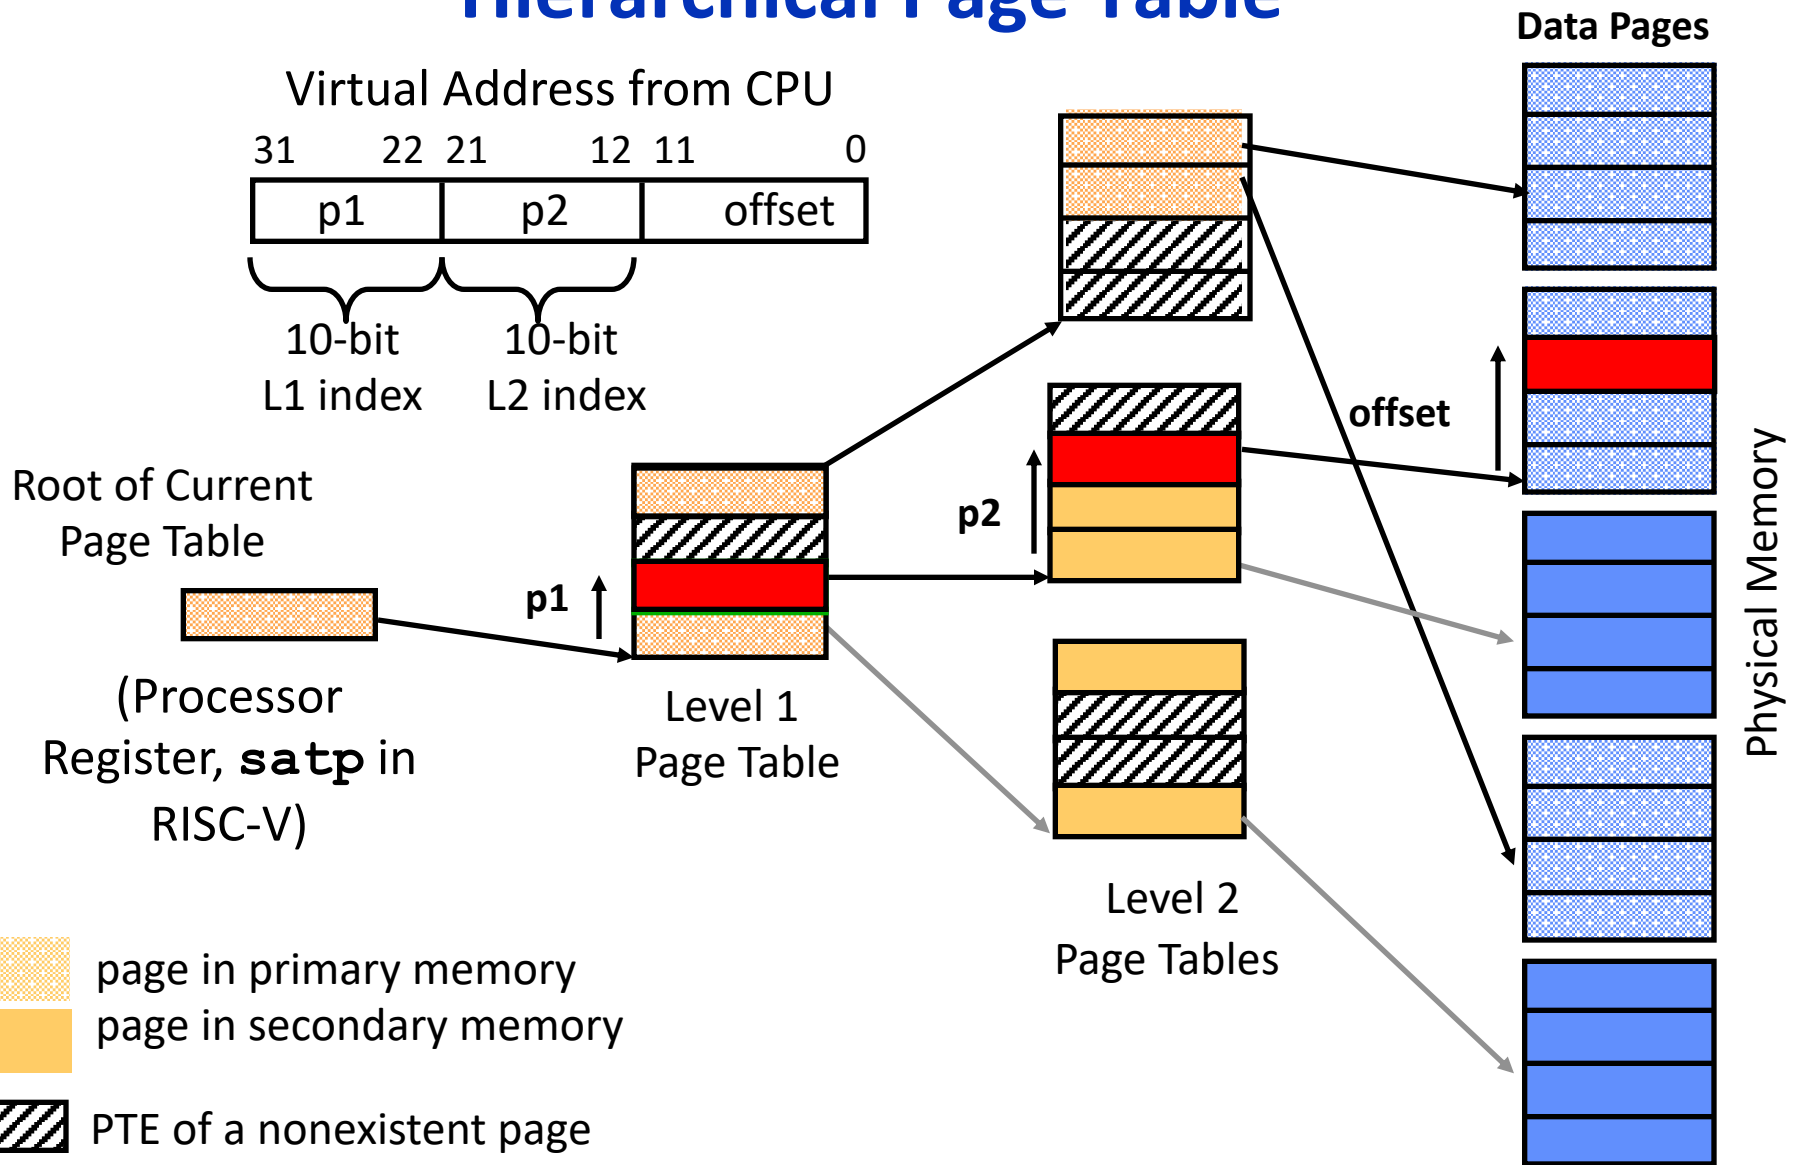 Hierarchical Page Table
Data Pages
Virtual Address from CPU
31 22 21 12 11 0
p1 p2 offset
10-bit
L1 index
10-bit
L2 index
Root of Current
Page Table
(Processor
Register, satp in
RISC-V)
p1
Level 1
Page Table
p2
Level 2
Page Tables
offset
Physical Memory
page in primary memory
page in secondary memory
PTE of a nonexistent page